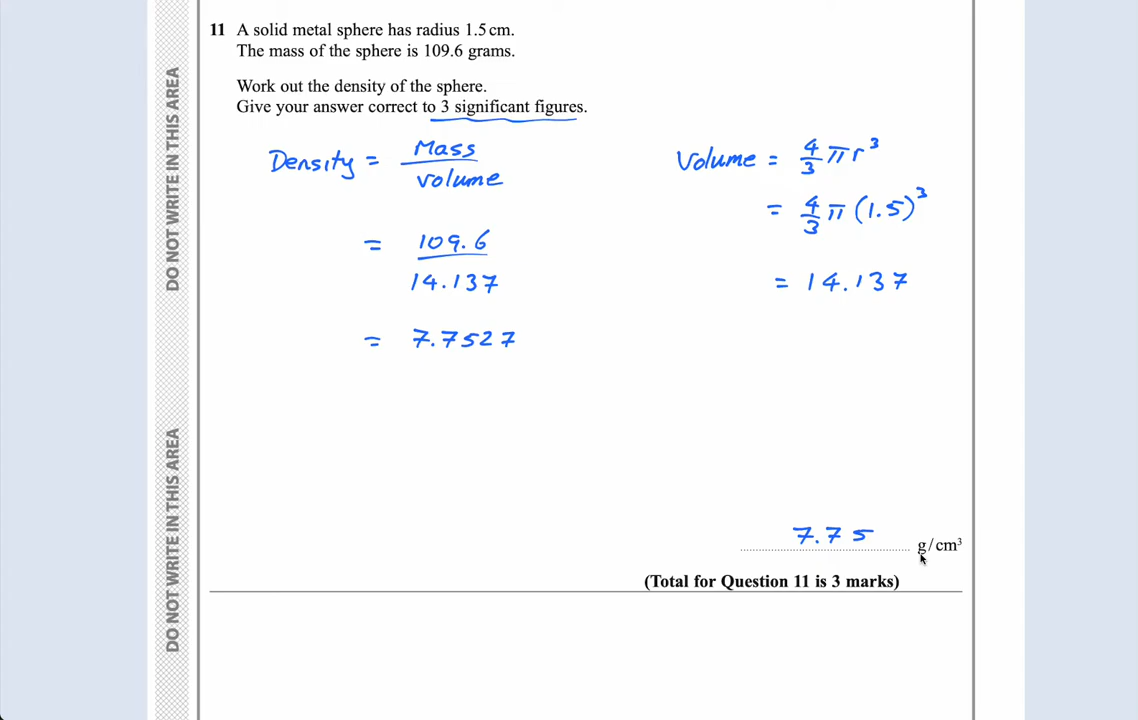 11 A solid metal sphere has radius 1.5 cm.
The mass of the sphere is 109.6 grams.
Work out the density of the sphere.
Give your answer correct to 3 significant figures.
Density = Mass / Volume
= 109.6 / 14.137
= 7.7527
Volume = 4/3 π r³
= 4/3 π (1.5)³
= 14.137
7.75 g/cm³
(Total for Question 11 is 3 marks)
DO NOT WRITE IN THIS AREA
DO NOT WRITE IN THIS AREA